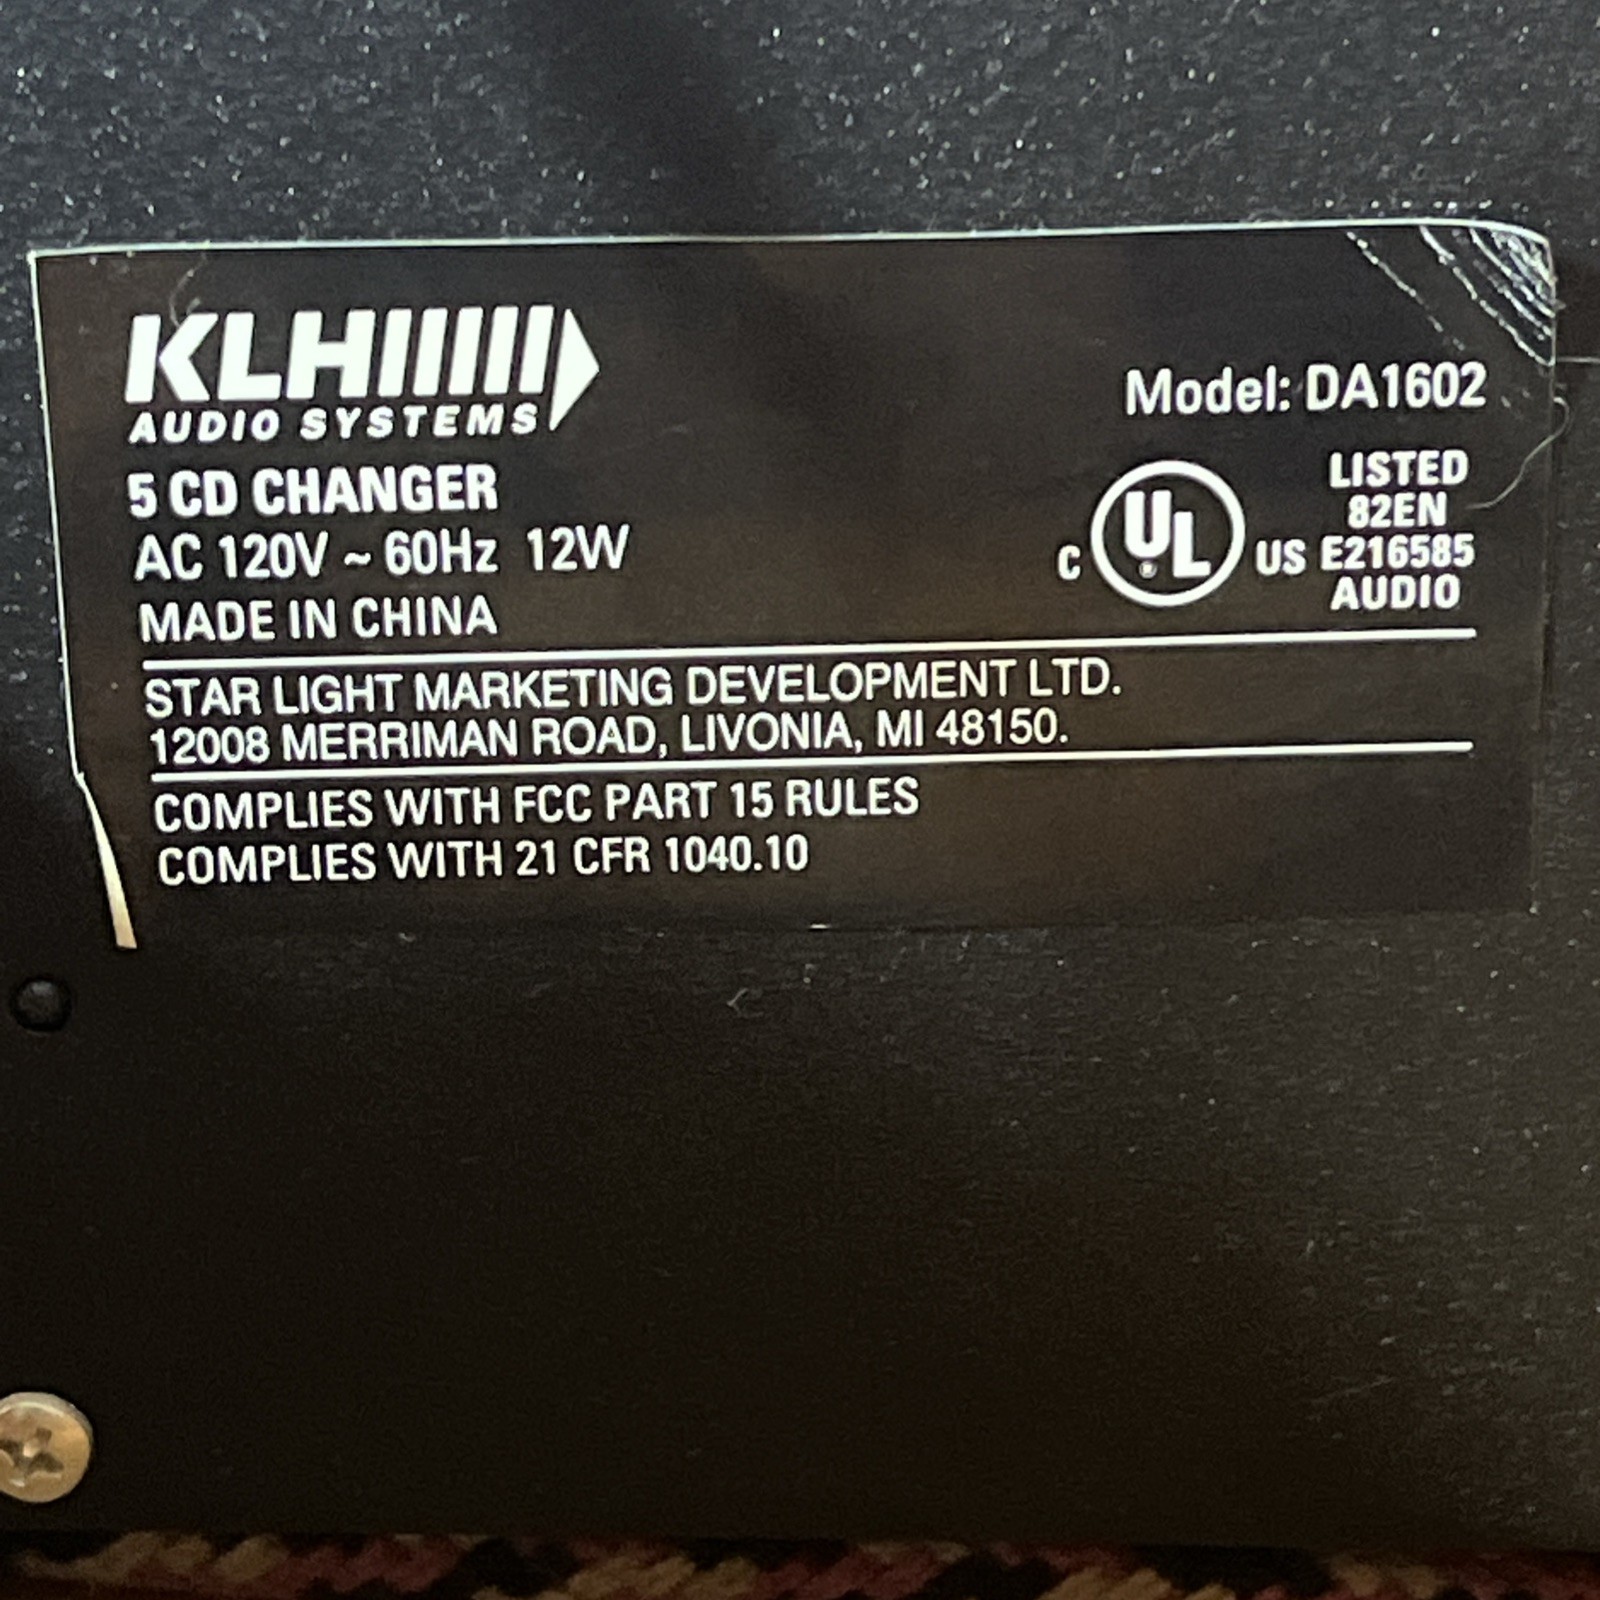 KLH
AUDIO SYSTEMS
5 CD CHANGER
AC 120V ~ 60Hz 12W
MADE IN CHINA
Model: DA1602
C UL® US
LISTED
82EN
E216585
AUDIO
STAR LIGHT MARKETING DEVELOPMENT LTD.
12008 MERRIMAN ROAD, LIVONIA, MI 48150.
COMPLIES WITH FCC PART 15 RULES
COMPLIES WITH 21 CFR 1040.10